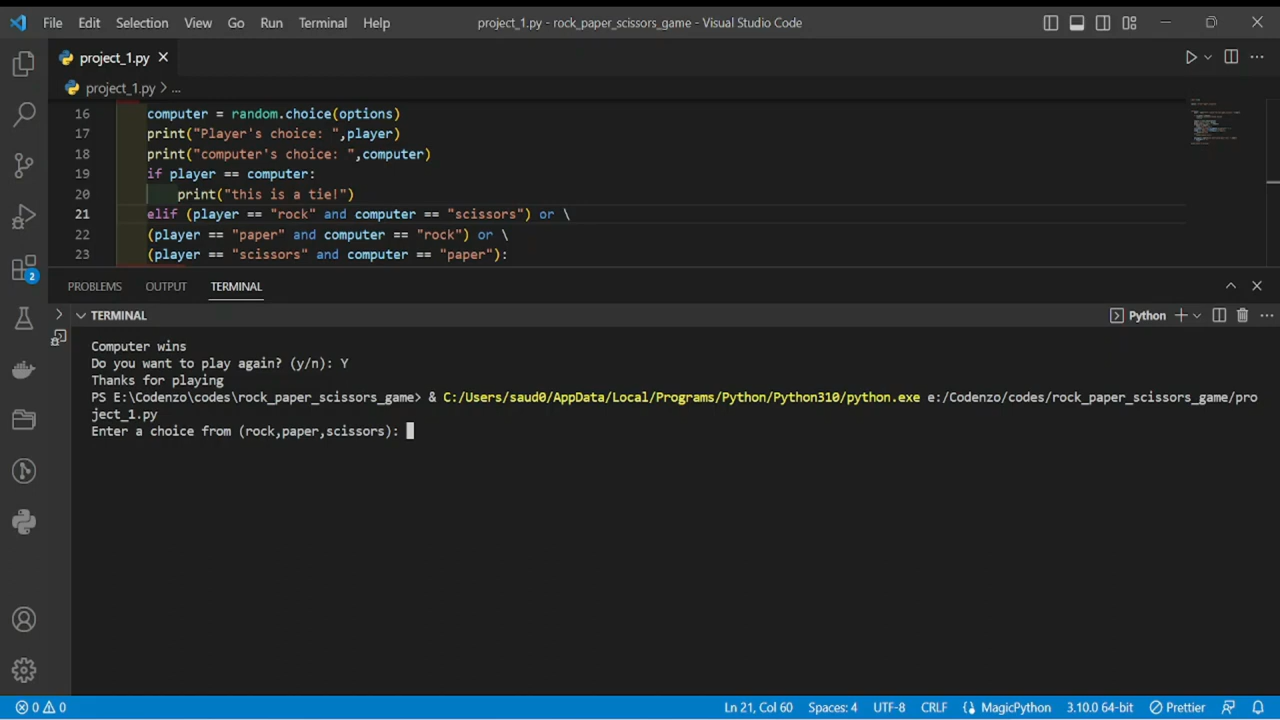 File Edit Selection View Go Run Terminal Help project_1.py - rock_paper_scissors_game - Visual Studio Code
project_1.py
project_1.py > ...
16 computer = random.choice(options)
17 print("Player's choice: ",player)
18 print("computer's choice: ",computer)
19 if player == computer:
20 print("this is a tie!")
21 elif (player == "rock" and computer == "scissors") or \
22 (player == "paper" and computer == "rock") or \
23 (player == "scissors" and computer == "paper"):
2
PROBLEMS OUTPUT TERMINAL
TERMINAL Python
Computer wins
Do you want to play again? (y/n): Y
Thanks for playing
PS E:\Codenzo\codes\rock_paper_scissors_game> & C:/Users/saud0/AppData/Local/Programs/Python/Python310/python.exe e:/Codenzo/codes/rock_paper_scissors_game/pro
ject_1.py
Enter a choice from (rock,paper,scissors):
0 0 Ln 21, Col 60 Spaces: 4 UTF-8 CRLF MagicPython 3.10.0 64-bit Prettier